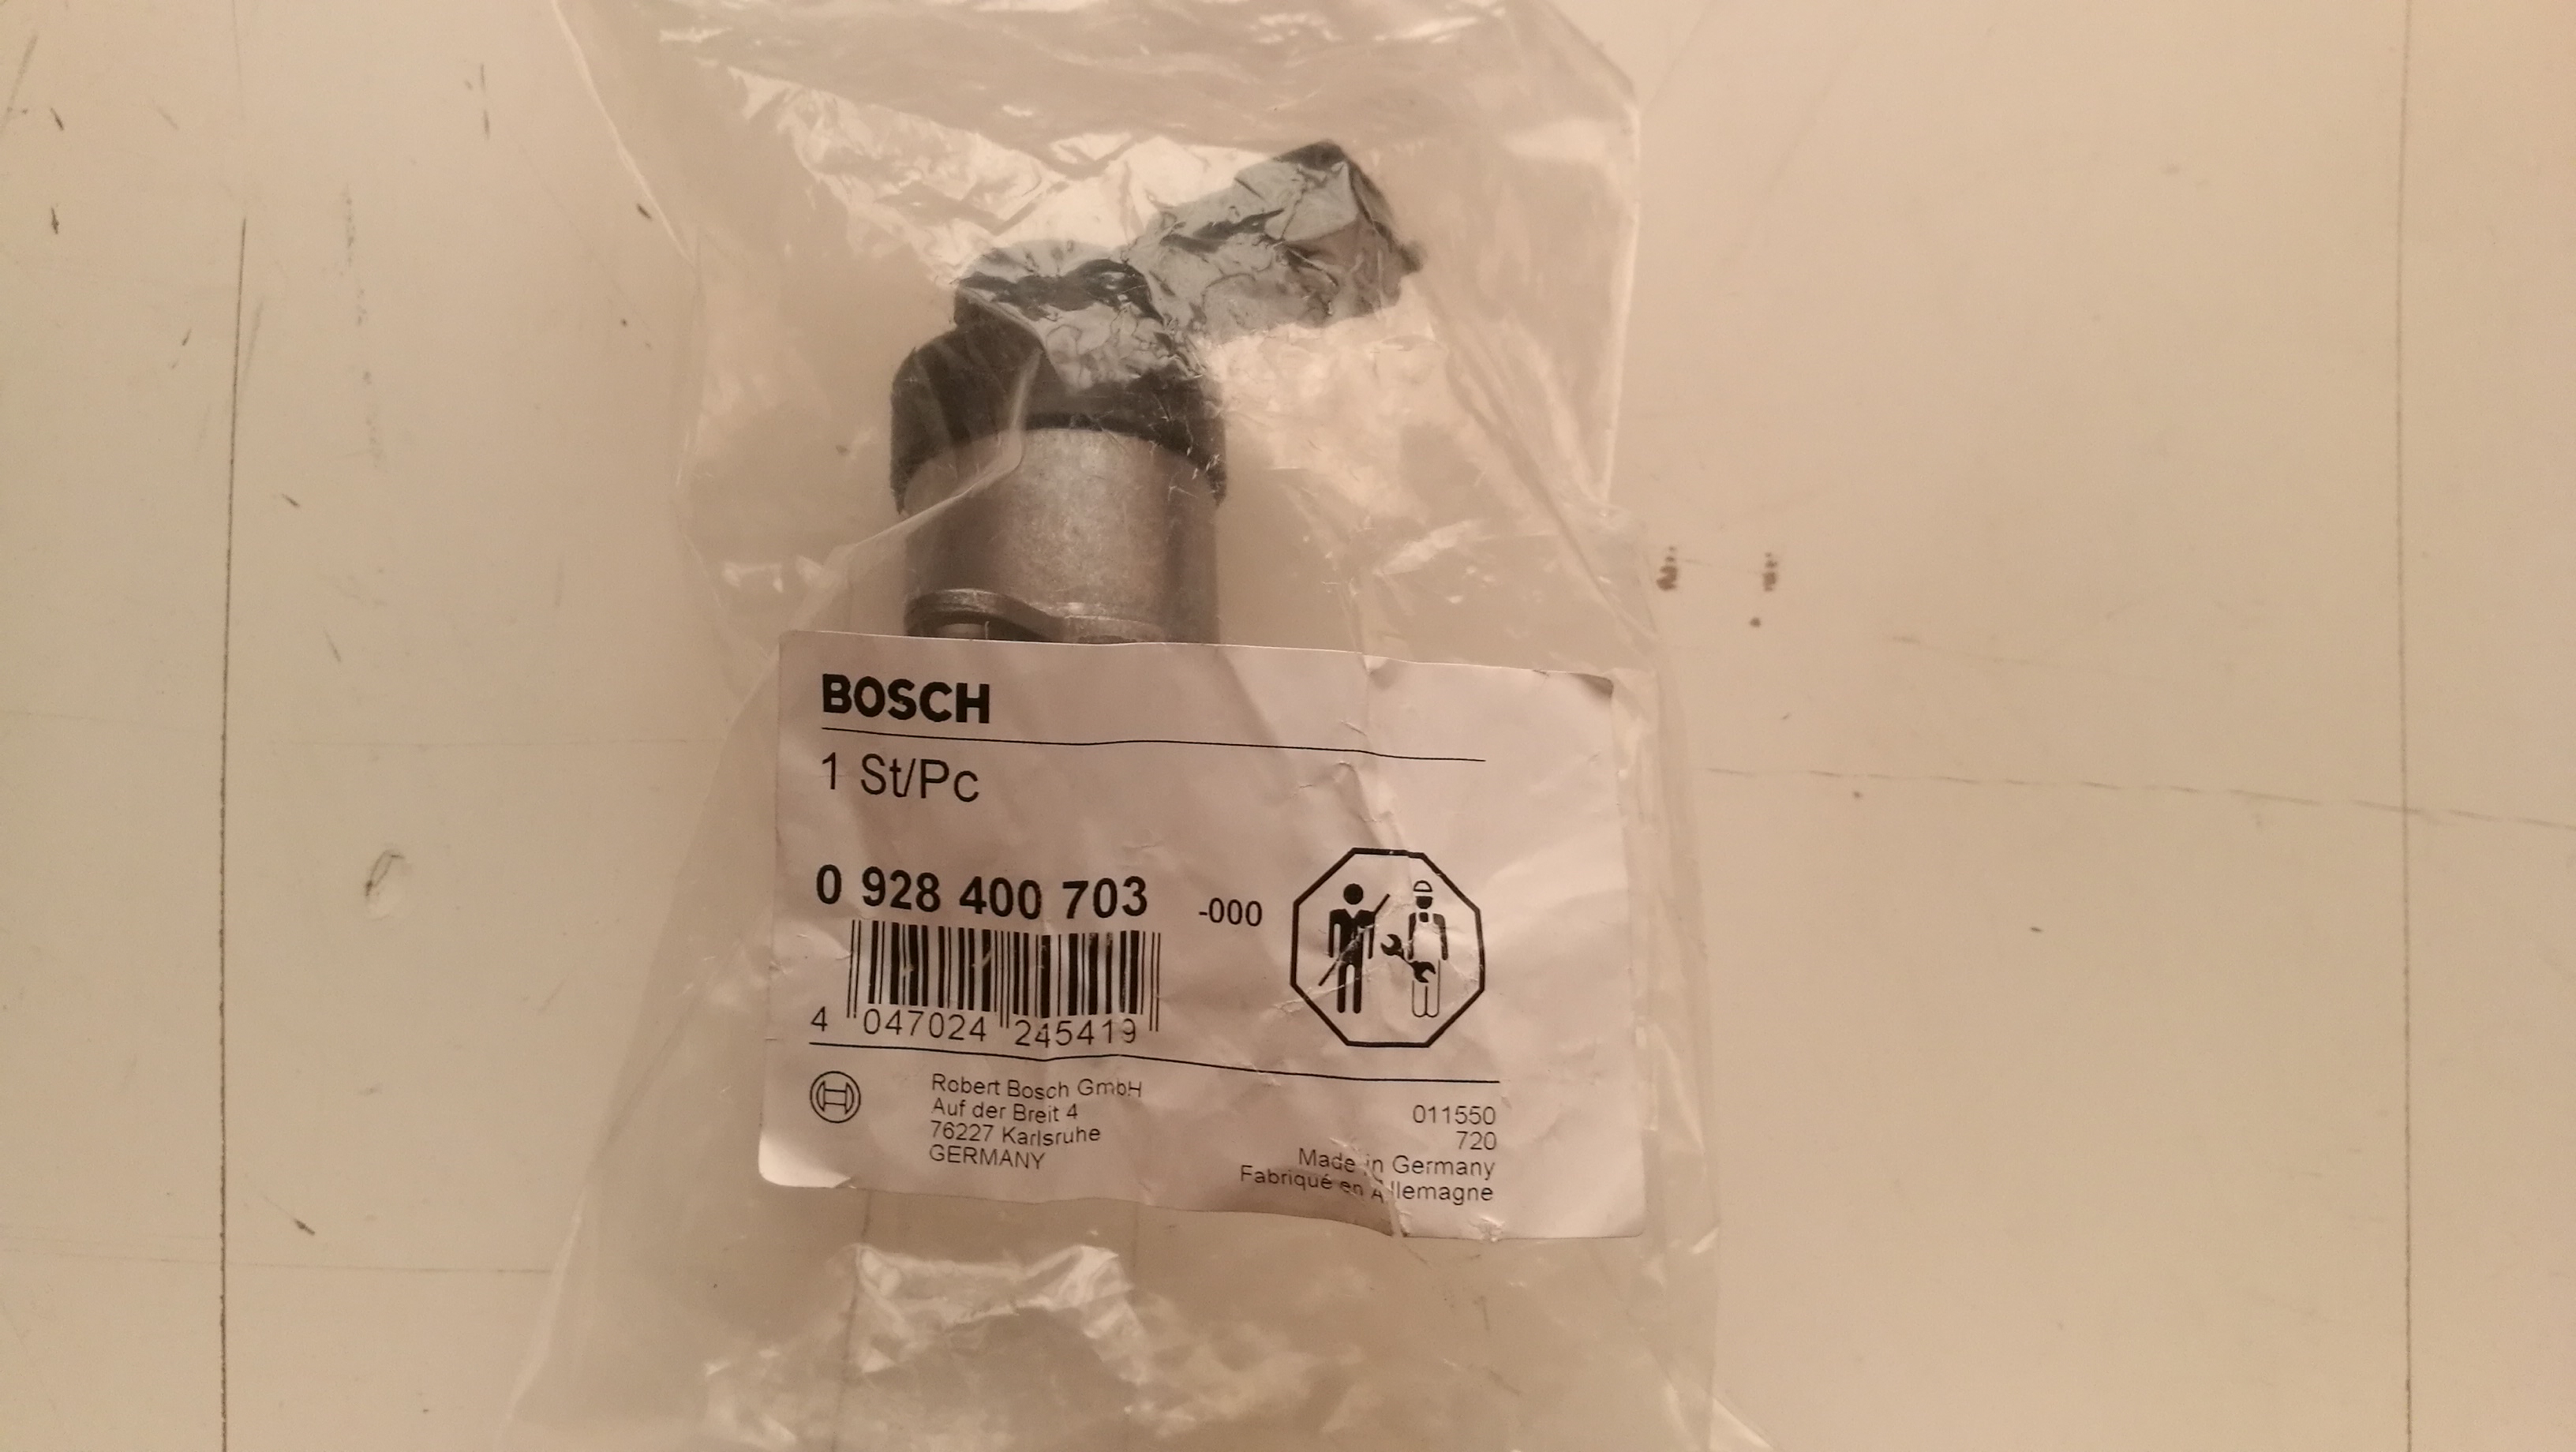 BOSCH
1 St/Pc
0 928 400 703 -000
4 047024 245419
Robert Bosch GmbH
Auf der Breit 4
76227 Karlsruhe
GERMANY
011550
720
Made in Germany
Fabriqué en Allemagne